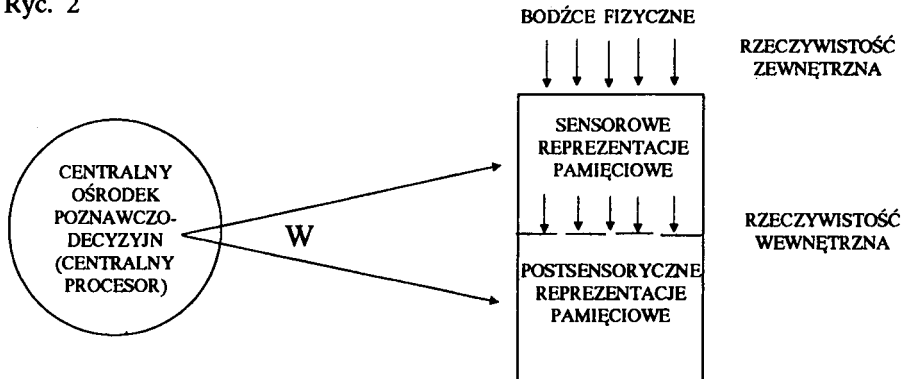 Ryc. 2
BODŹCE FIZYCZNE
RZECZYWISTOŚĆ
ZEWNĘTRZNA
SENSOROWE
REPREZENTACJE
PAMIĘCIOWE
CENTRALNY
OŚRODEK
POZNAWCZO-
DECYZYJN
(CENTRALNY
PROCESOR)
W
RZECZYWISTOŚĆ
WEWNĘTRZNA
POSTSENSORYCZNE
REPREZENTACJE
PAMIĘCIOWE